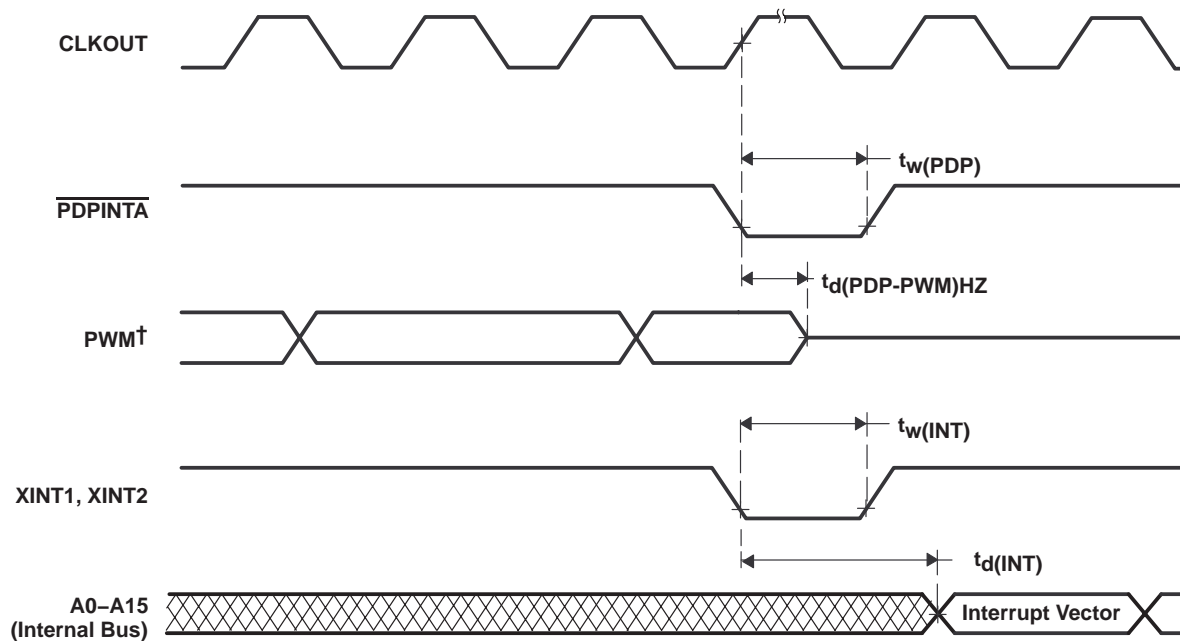 CLKOUT
tw(PDP)
PDPINTA
td(PDP-PWM)HZ
PWM†
tw(INT)
XINT1, XINT2
td(INT)
A0–A15
(Internal Bus)
Interrupt Vector